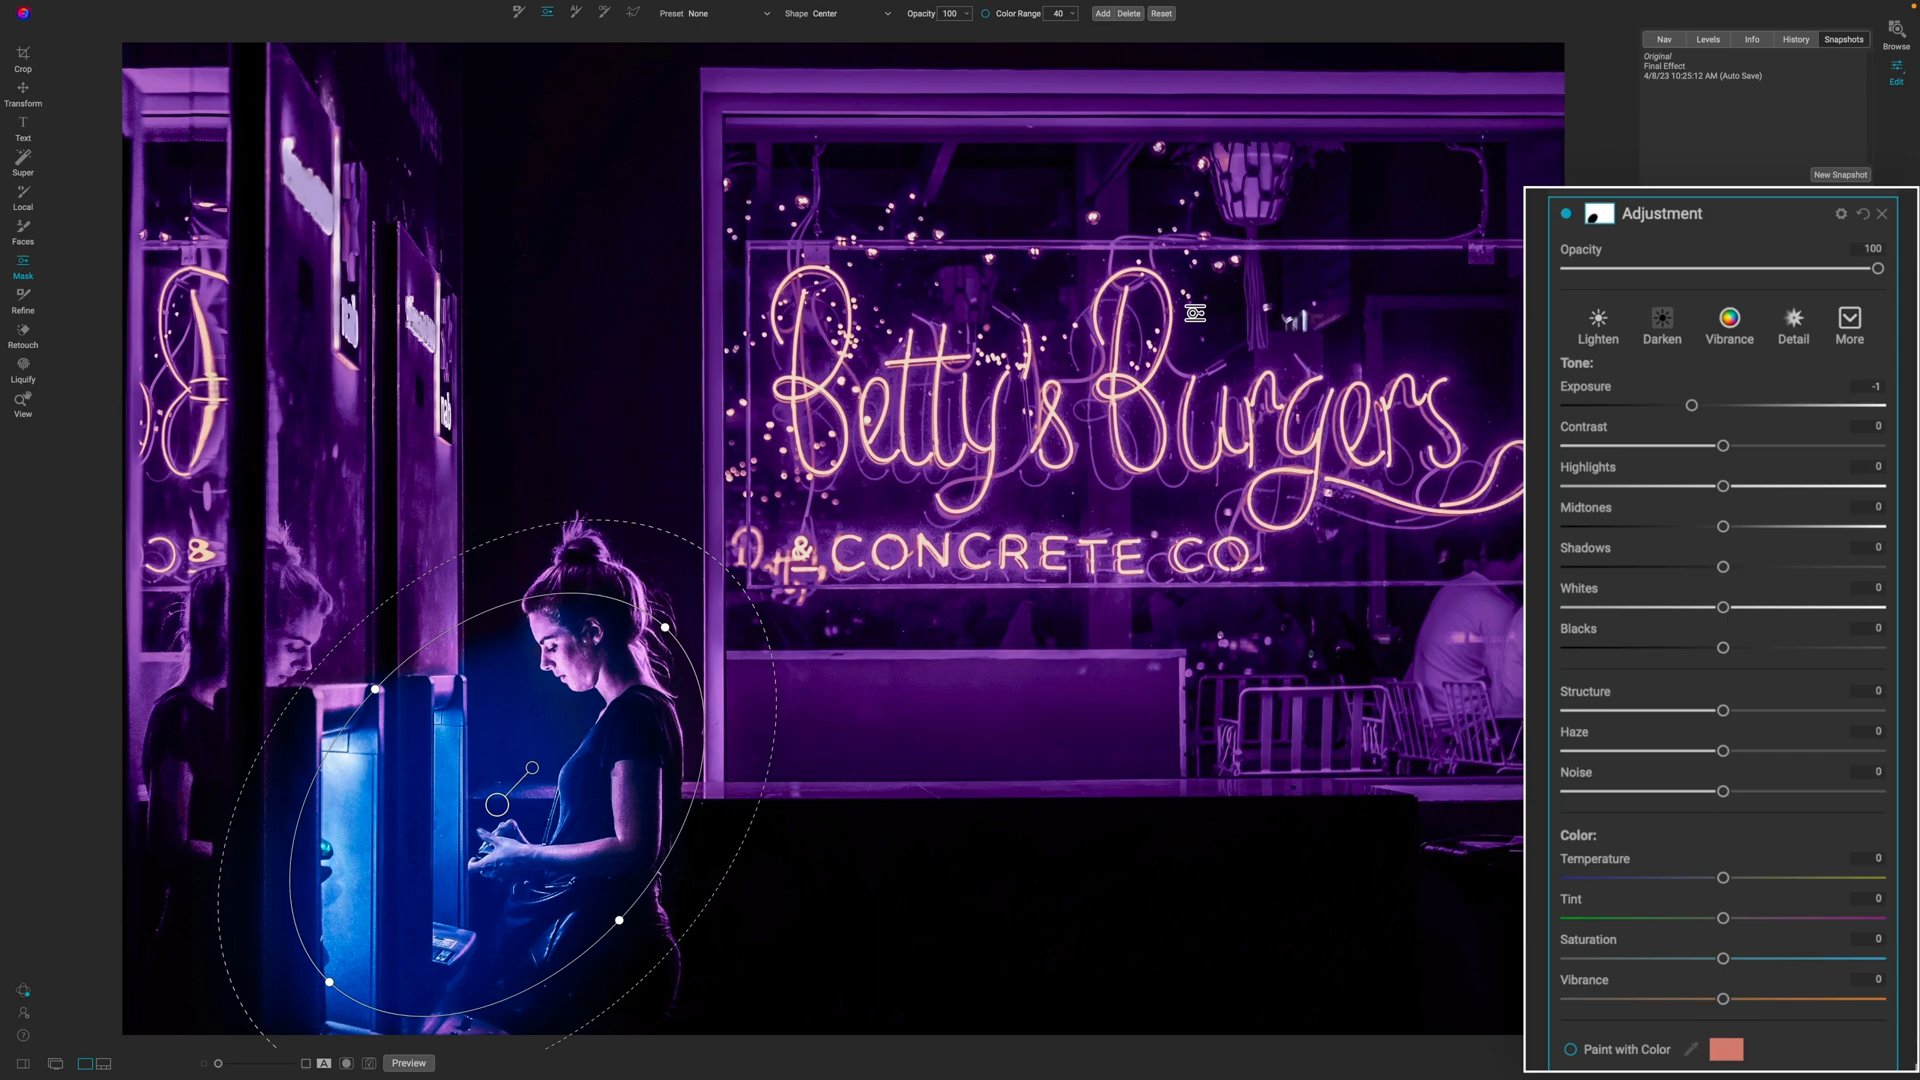 Preset None
Shape Center
Opacity 100
Color Range 40
Add Delete Reset
Crop
Transform
Text
Super
Local
Faces
Mask
Refine
Retouch
Liquify
View
Betty's Burgers
& CONCRETE CO.
Nav Levels Info History Snapshots
Original
Final Effect
4/8/23 10:25:12 AM (Auto Save)
New Snapshot
Browse
Edit
Adjustment
Opacity 100
Lighten Darken Vibrance Detail More
Tone:
Exposure -1
Contrast 0
Highlights 0
Midtones 0
Shadows 0
Whites 0
Blacks 0
Structure 0
Haze 0
Noise 0
Color:
Temperature 0
Tint 0
Saturation 0
Vibrance 0
Paint with Color
A
Preview